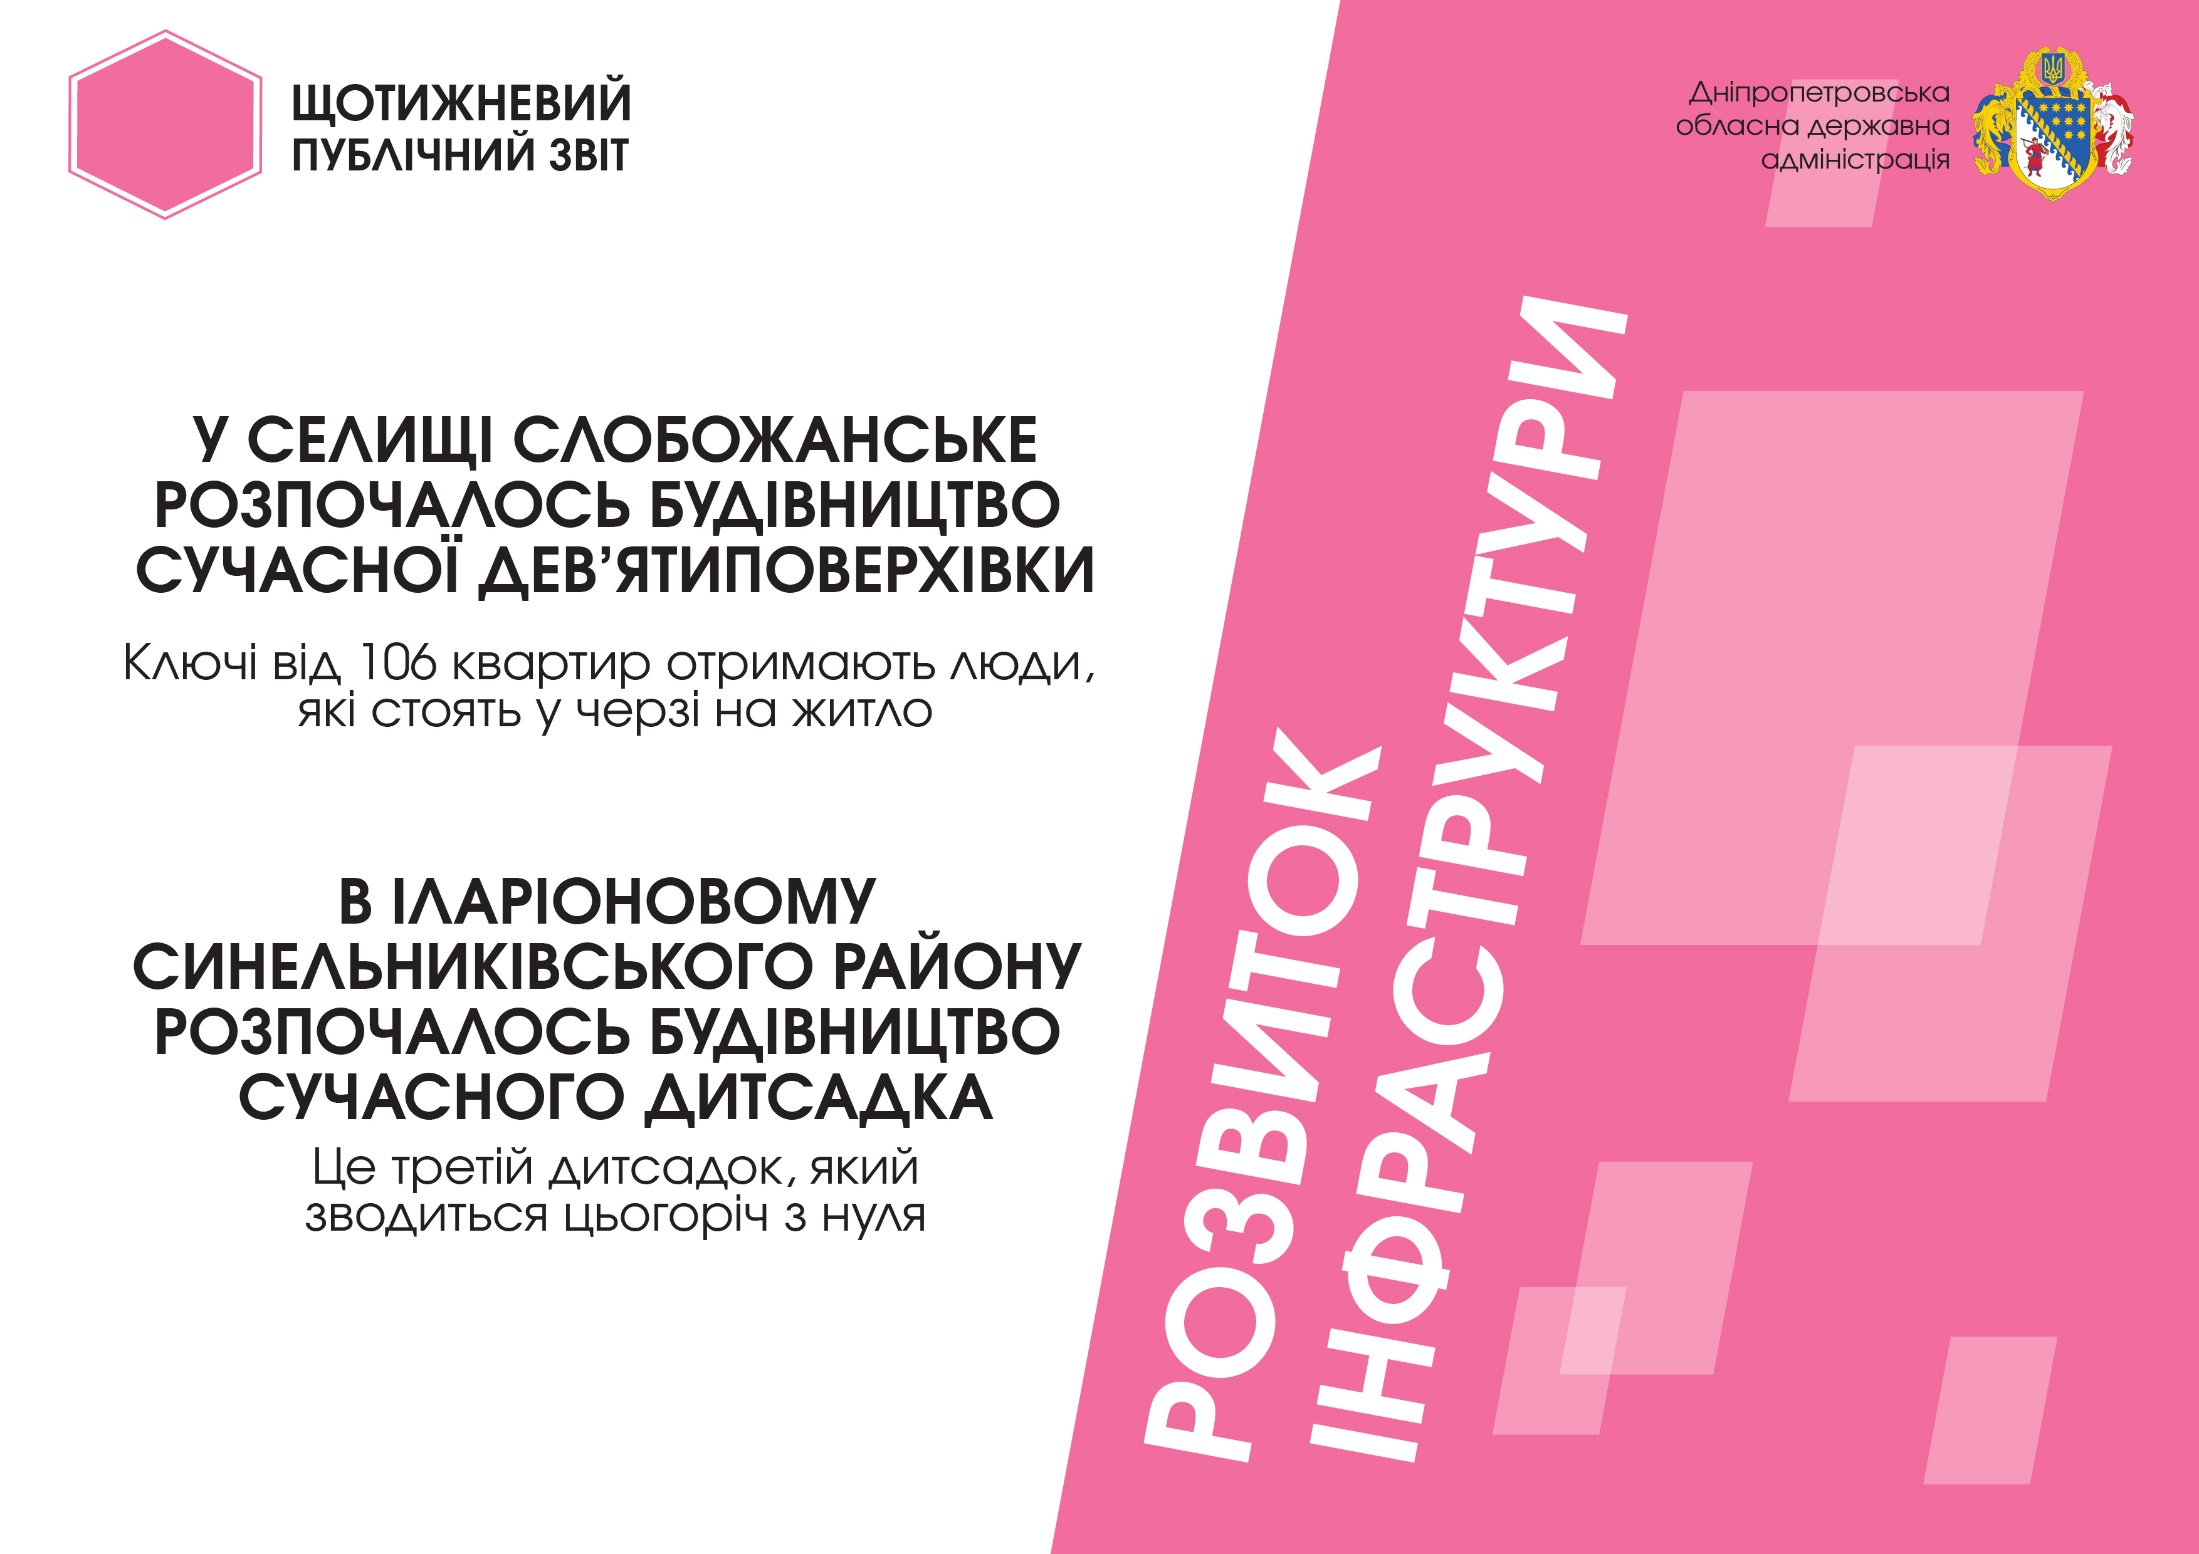 ЩОТИЖНЕВИЙ
ПУБЛІЧНИЙ ЗВІТ
Дніпропетровська
обласна державна
адміністрація
У СЕЛИЩІ СЛОБОЖАНСЬКЕ
РОЗПОЧАЛОСЬ БУДІВНИЦТВО
СУЧАСНОЇ ДЕВ’ЯТИПОВЕРХІВКИ
Ключі від 106 квартир отримають люди,
які стоять у черзі на житло
В ІЛАРІОНОВОМУ
СИНЕЛЬНИКІВСЬКОГО РАЙОНУ
РОЗПОЧАЛОСЬ БУДІВНИЦТВО
СУЧАСНОГО ДИТСАДКА
Це третій дитсадок, який
зводиться цьогоріч з нуля
РОЗВИТОК
ІНФРАСТРУКТУРИ